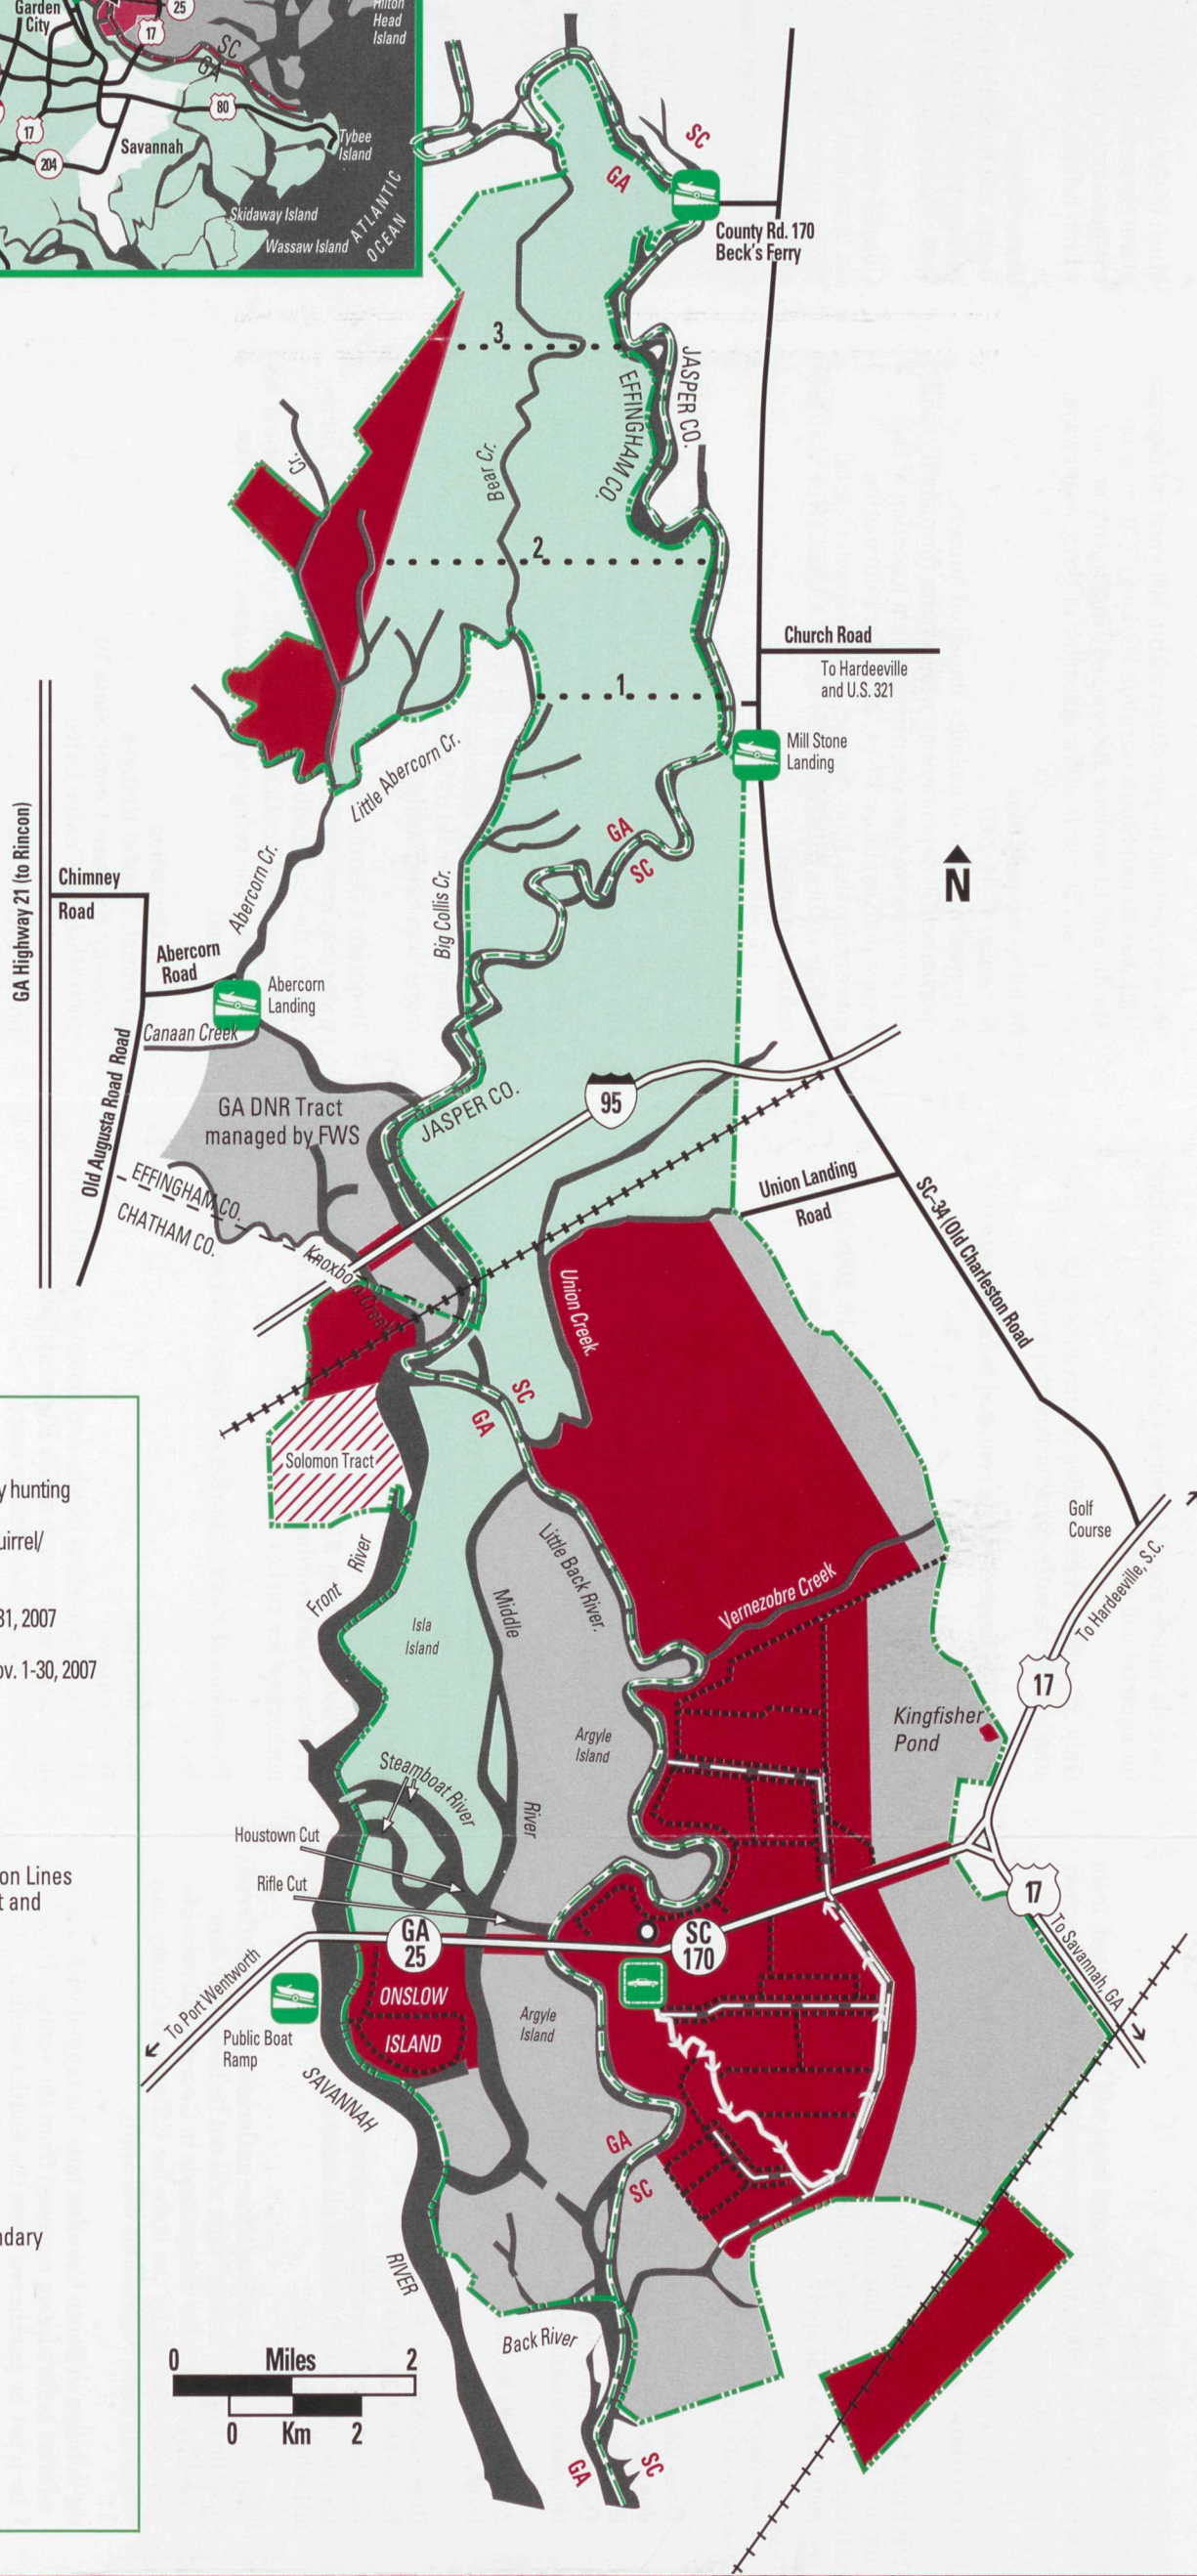 Garden
City
25
17
SC
GA
Hilton
Head
Island
80
17
204
Savannah
Tybee
Island
Skidaway Island
Wassaw Island
ATLANTIC
OCEAN
SC
GA
County Rd. 170
Beck's Ferry
3
JASPER CO.
EFFINGHAM CO.
Cr.
Bear Cr.
2
Church Road
To Hardeeville
and U.S. 321
1
Mill Stone
Landing
Little Abercorn Cr.
GA
SC
N
GA Highway 21 (to Rincon)
Chimney
Road
Abercorn Cr.
Big Collis Cr.
Abercorn
Road
Abercorn
Landing
Canaan Creek
Old Augusta Road Road
GA DNR Tract
managed by FWS
JASPER CO.
95
EFFINGHAM CO.
CHATHAM CO.
Union Landing
Road
SC-34 (Old Charleston Road
Knoxboro Creek
Union Creek.
SC
GA
Solomon Tract
y hunting
uirrel/
31, 2007
ov. 1-30, 2007
Golf
Course
To Hardeeville, S.C.
Front River
Little Back River.
Middle
River
Isla
Island
Vernezobre Creek
17
Kingfisher
Pond
Argyle
Island
Steamboat River
Houstown Cut
Rifle Cut
on Lines
t and
17
To Savannah, GA
GA
25
SC
170
To Port Wentworth
ONSLOW
ISLAND
Argyle
Island
Public Boat
Ramp
SAVANNAH
GA
SC
ndary
RIVER
Back River
0 Miles 2
0 Km 2
GA
SC